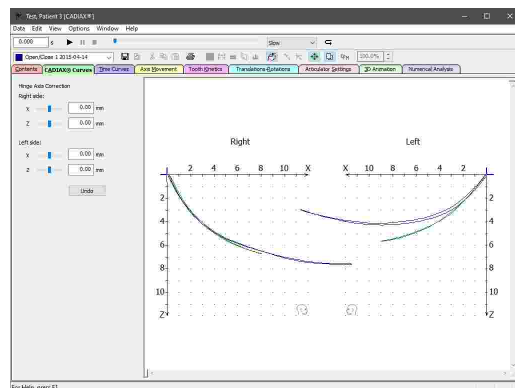 Test, Patient 3 [CADIAX®]
Data Edit View Options Window Help
0.000 s Slow
Open/Close 1 2015-04-14 100.0%
Contents CADIAX® Curves Time Curves Axis Movement Tooth Kinetics Translations-Rotations Articulator Settings 3D Animation Numerical Analysis
Hinge Axis Correction
Right side:
X 0.00 mm
Z 0.00 mm
Left side:
X 0.00 mm
Z 0.00 mm
Undo
Right Left
2 4 6 8 10 X X 10 8 6 4 2
2 2
4 4
6 6
8 8
10 10
Z Z
For Help, press F1